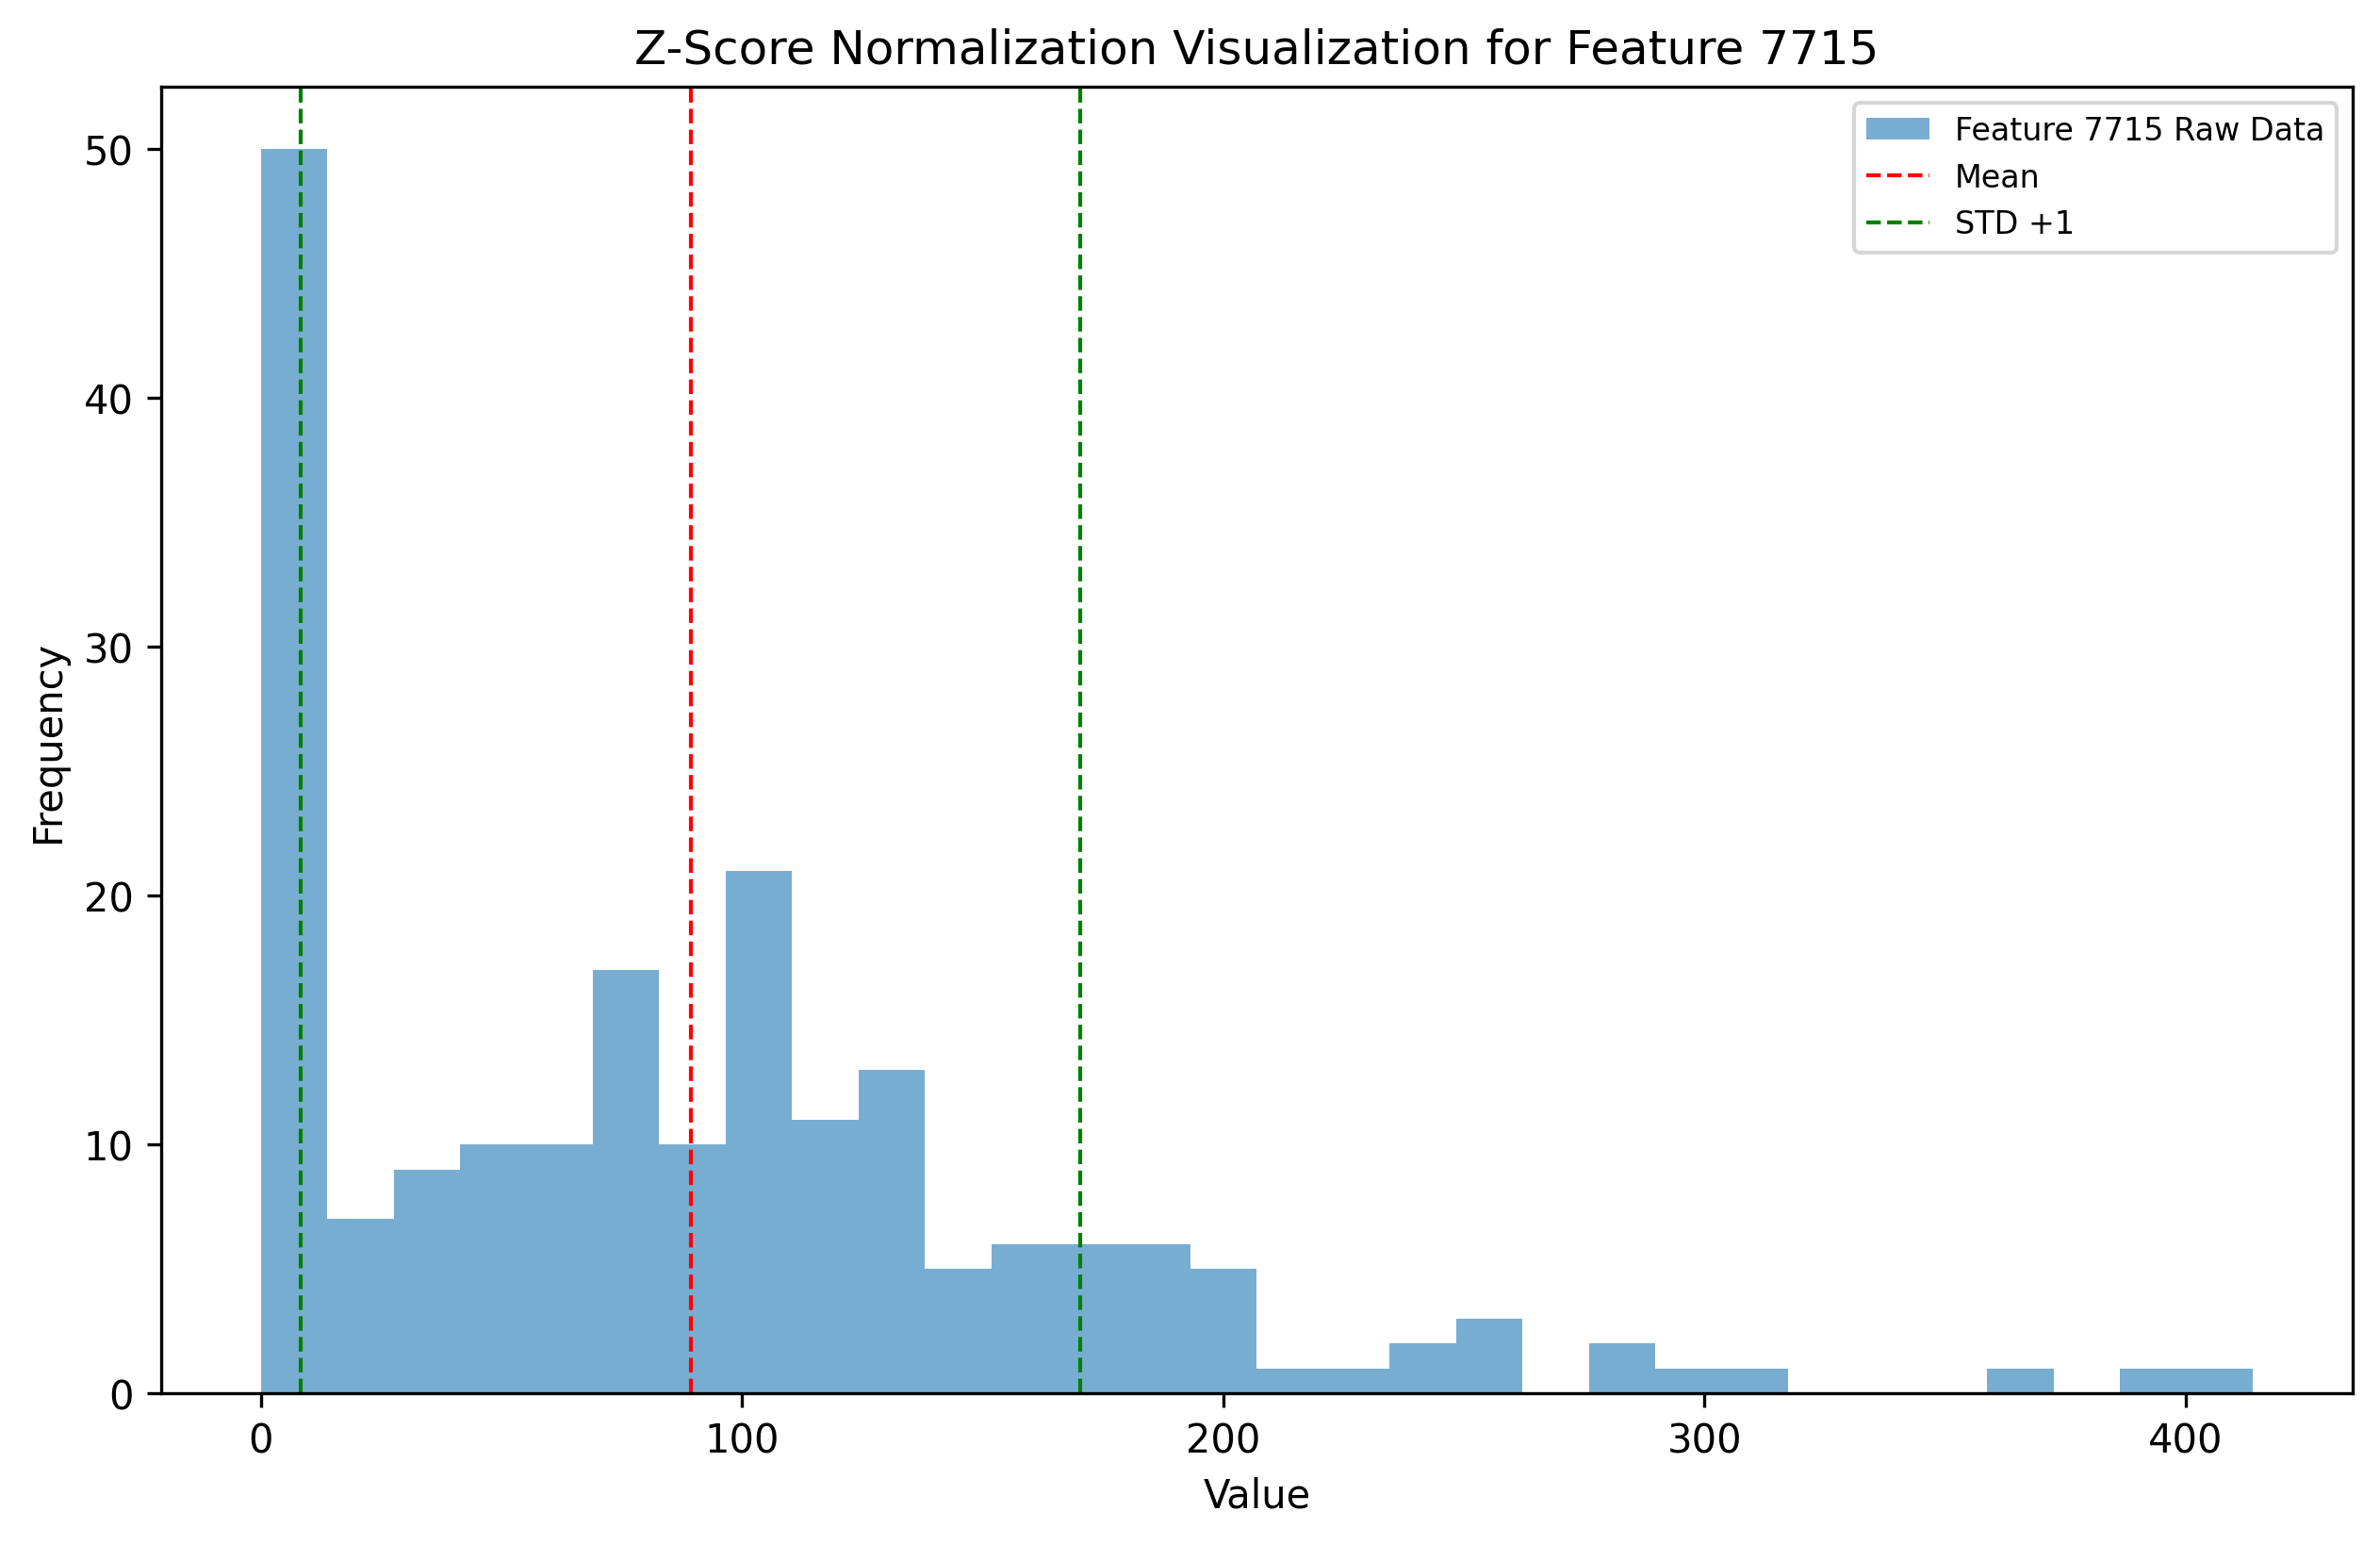 Z-Score Normalization Visualization for Feature 7715
Feature 7715 Raw Data
Mean
STD +1
50
40
30
20
10
0
Frequency
0 100 200 300 400
Value